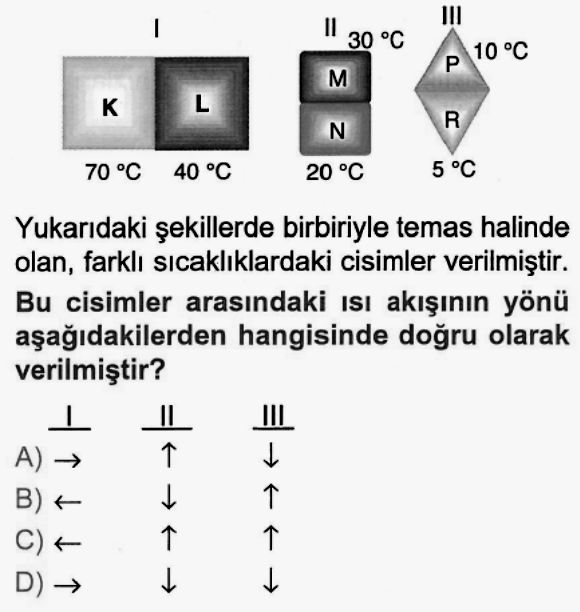 I II III
30 °C 10 °C
K L M P
N R
70 °C 40 °C 20 °C 5 °C
Yukarıdaki şekillerde birbiriyle temas halinde
olan, farklı sıcaklıklardaki cisimler verilmiştir.
Bu cisimler arasındaki ısı akışının yönü
aşağıdakilerden hangisinde doğru olarak
verilmiştir?
I II III
A) → ↑ ↓
B) ← ↓ ↑
C) ← ↑ ↑
D) → ↓ ↓